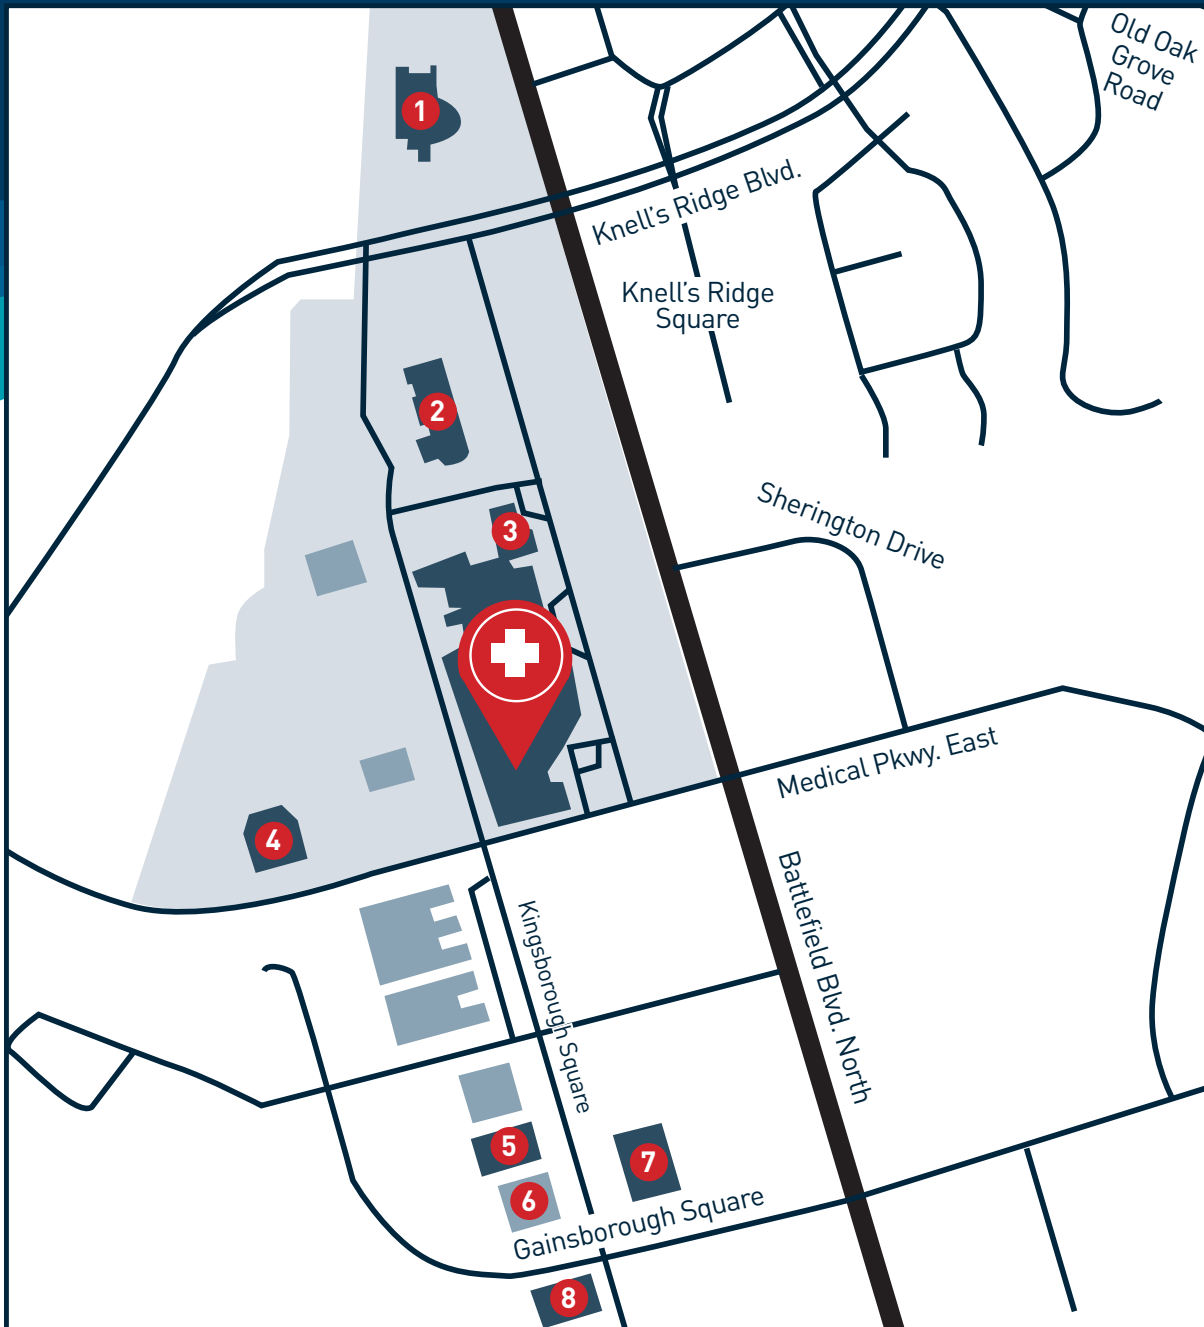 Old Oak
Grove
Road
1
Knell’s Ridge Blvd.
Knell’s Ridge
Square
2
Sherington Drive
3
Medical Pkwy. East
4
Battlefield Blvd. North
Kingsborough Square
5
7
6
Gainsborough Square
8